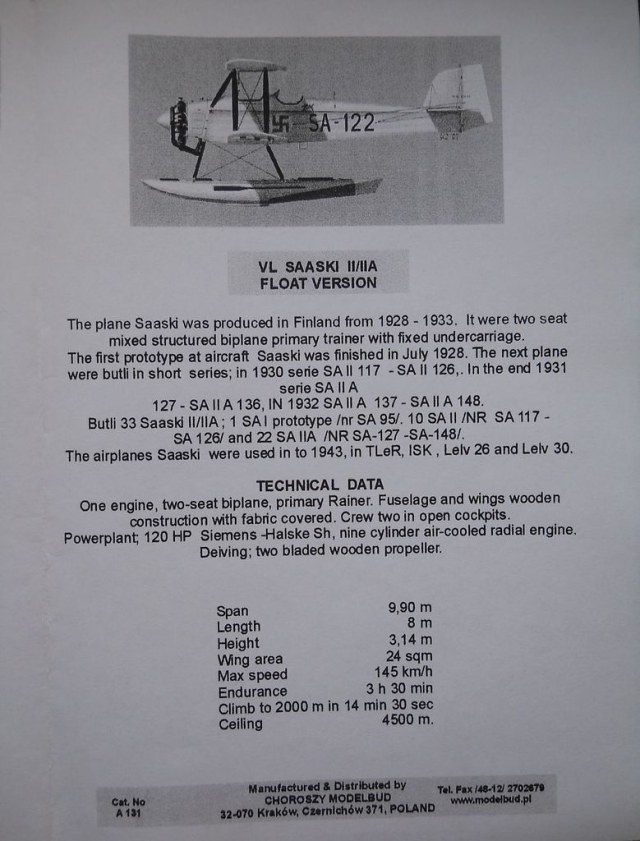 SA-122
VL SAASKI II/IIA
FLOAT VERSION
The plane Saaski was produced in Finland from 1928 - 1933. It were two seat
mixed structured biplane primary trainer with fixed undercarriage.
The first prototype at aircraft Saaski was finished in July 1928. The next plane
were butli in short series; in 1930 serie SA II 117 - SA II 126,. In the end 1931
serie SA II A
127 - SA II A 136, IN 1932 SA II A 137 - SA II A 148.
Butli 33 Saaski II/IIA ; 1 SA I prototype /nr SA 95/. 10 SA II /NR SA 117 -
SA 126/ and 22 SA IIA /NR SA-127 -SA-148/.
The airplanes Saaski were used in to 1943, in TLeR, ISK , Lelv 26 and Lelv 30.
TECHNICAL DATA
One engine, two-seat biplane, primary Rainer. Fuselage and wings wooden
construction with fabric covered. Crew two in open cockpits.
Powerplant; 120 HP Siemens -Halske Sh, nine cylinder air-cooled radial engine.
Deiving; two bladed wooden propeller.
Span 9,90 m
Length 8 m
Height 3,14 m
Wing area 24 sqm
Max speed 145 km/h
Endurance 3 h 30 min
Climb to 2000 m in 14 min 30 sec
Ceiling 4500 m.
Cat. No
A 131
Manufactured & Distributed by
CHOROSZY MODELBUD
32-070 Kraków, Czernichów 371, POLAND
Tel. Fax /48-12/ 2702679
www.modelbud.pl